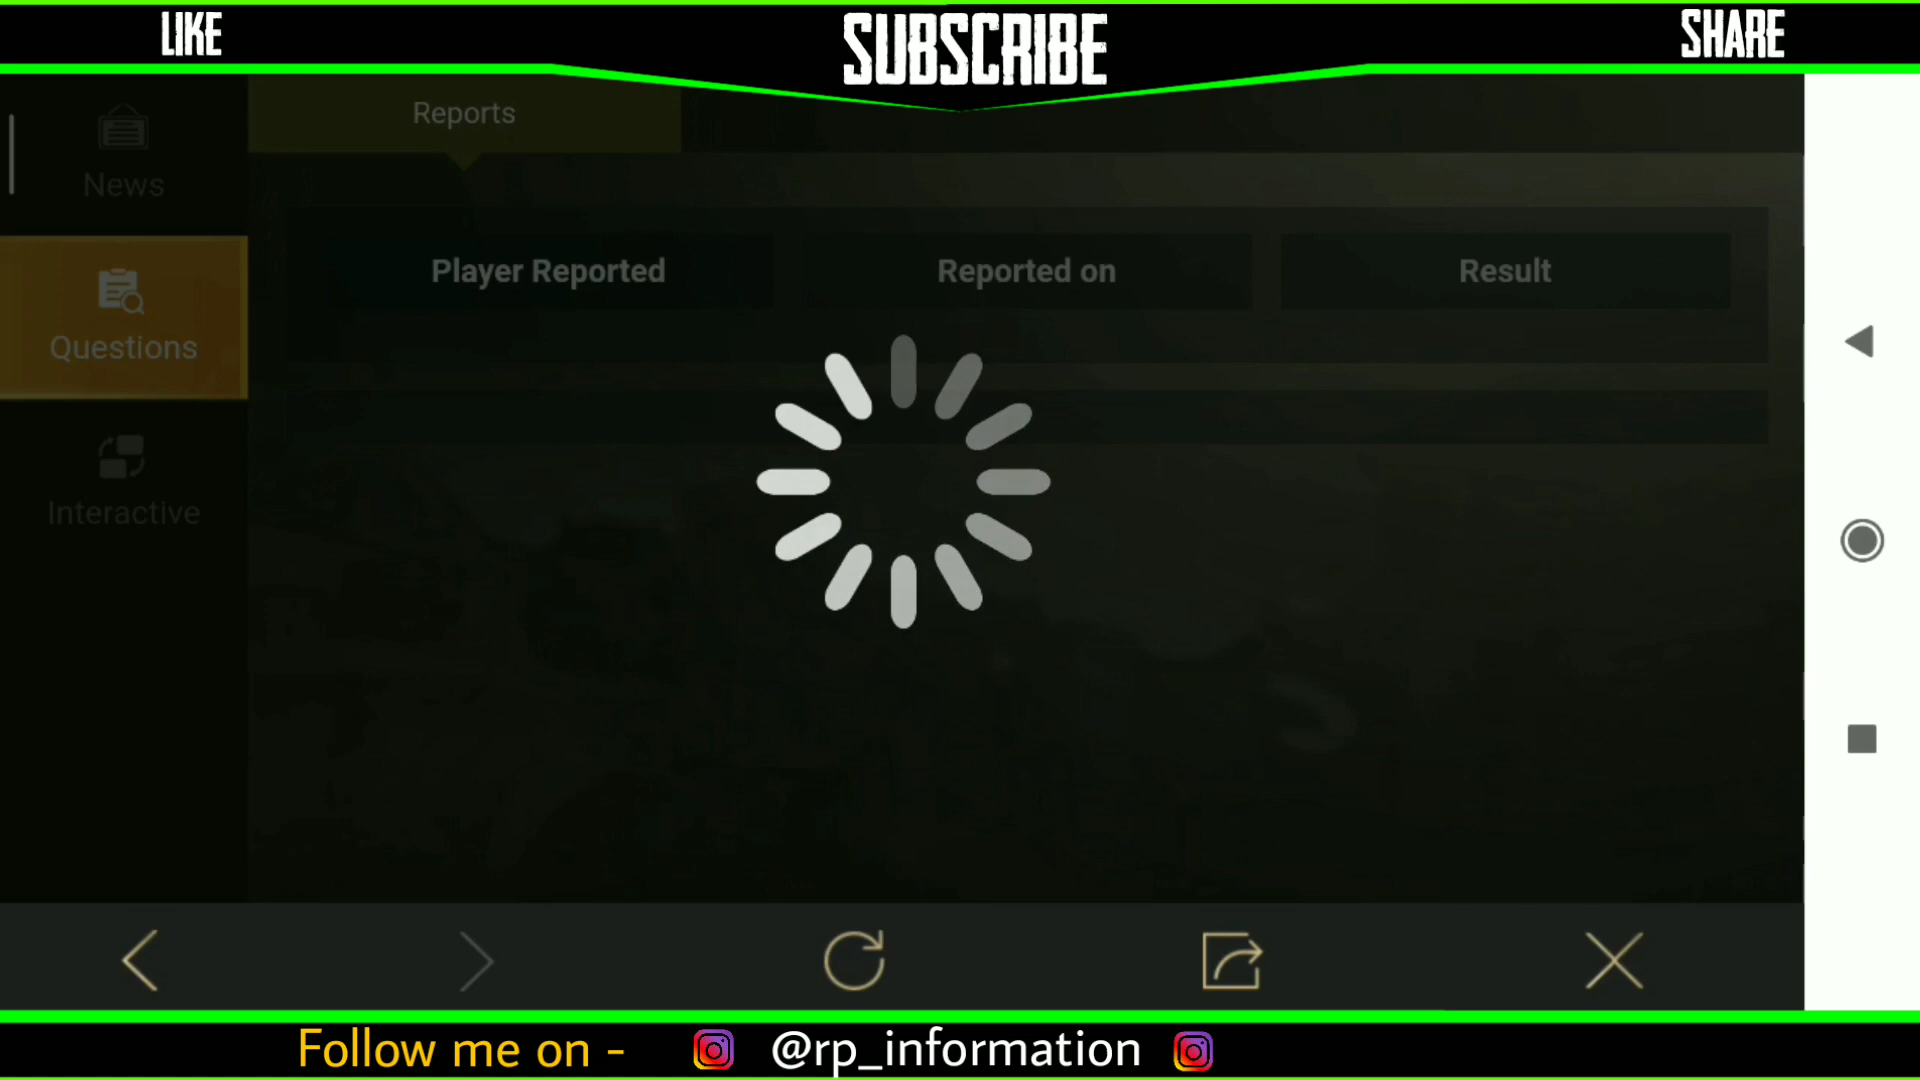 LIKE
SUBSCRIBE
SHARE
Reports
News
Player Reported
Reported on
Result
Questions
Interactive
Follow me on -
@rp_information